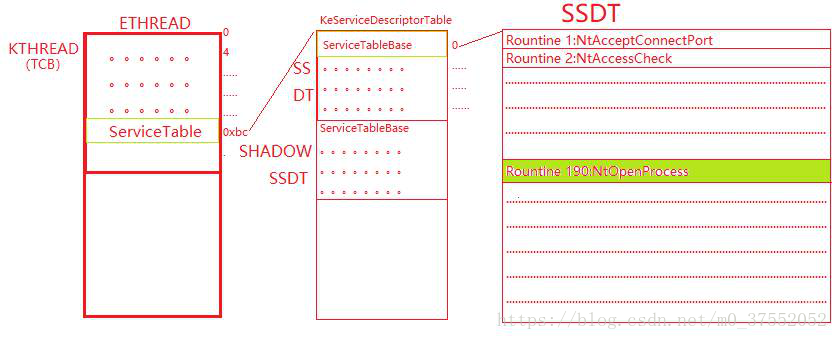 ETHREAD
KTHREAD
(TCB)
0
4
.....
.....
.....
ServiceTable
0xbc
.
KeServiceDescriptorTable
ServiceTableBase
0
SS
DT
.....
.....
ServiceTableBase
SHADOW
SSDT
SSDT
Rountine 1:NtAcceptConnectPort
Rountine 2:NtAccessCheck
Rountine 190:NtOpenProcess
https://blog.csdn.net/m0_37552052